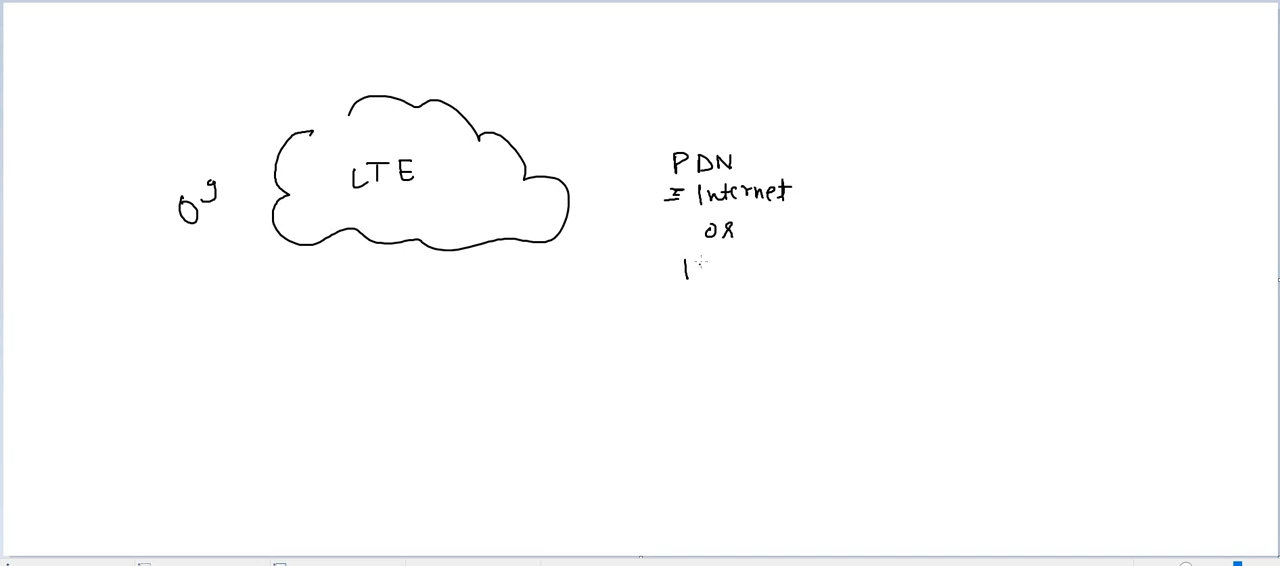 LTE
PDN
= Internet
OR
I